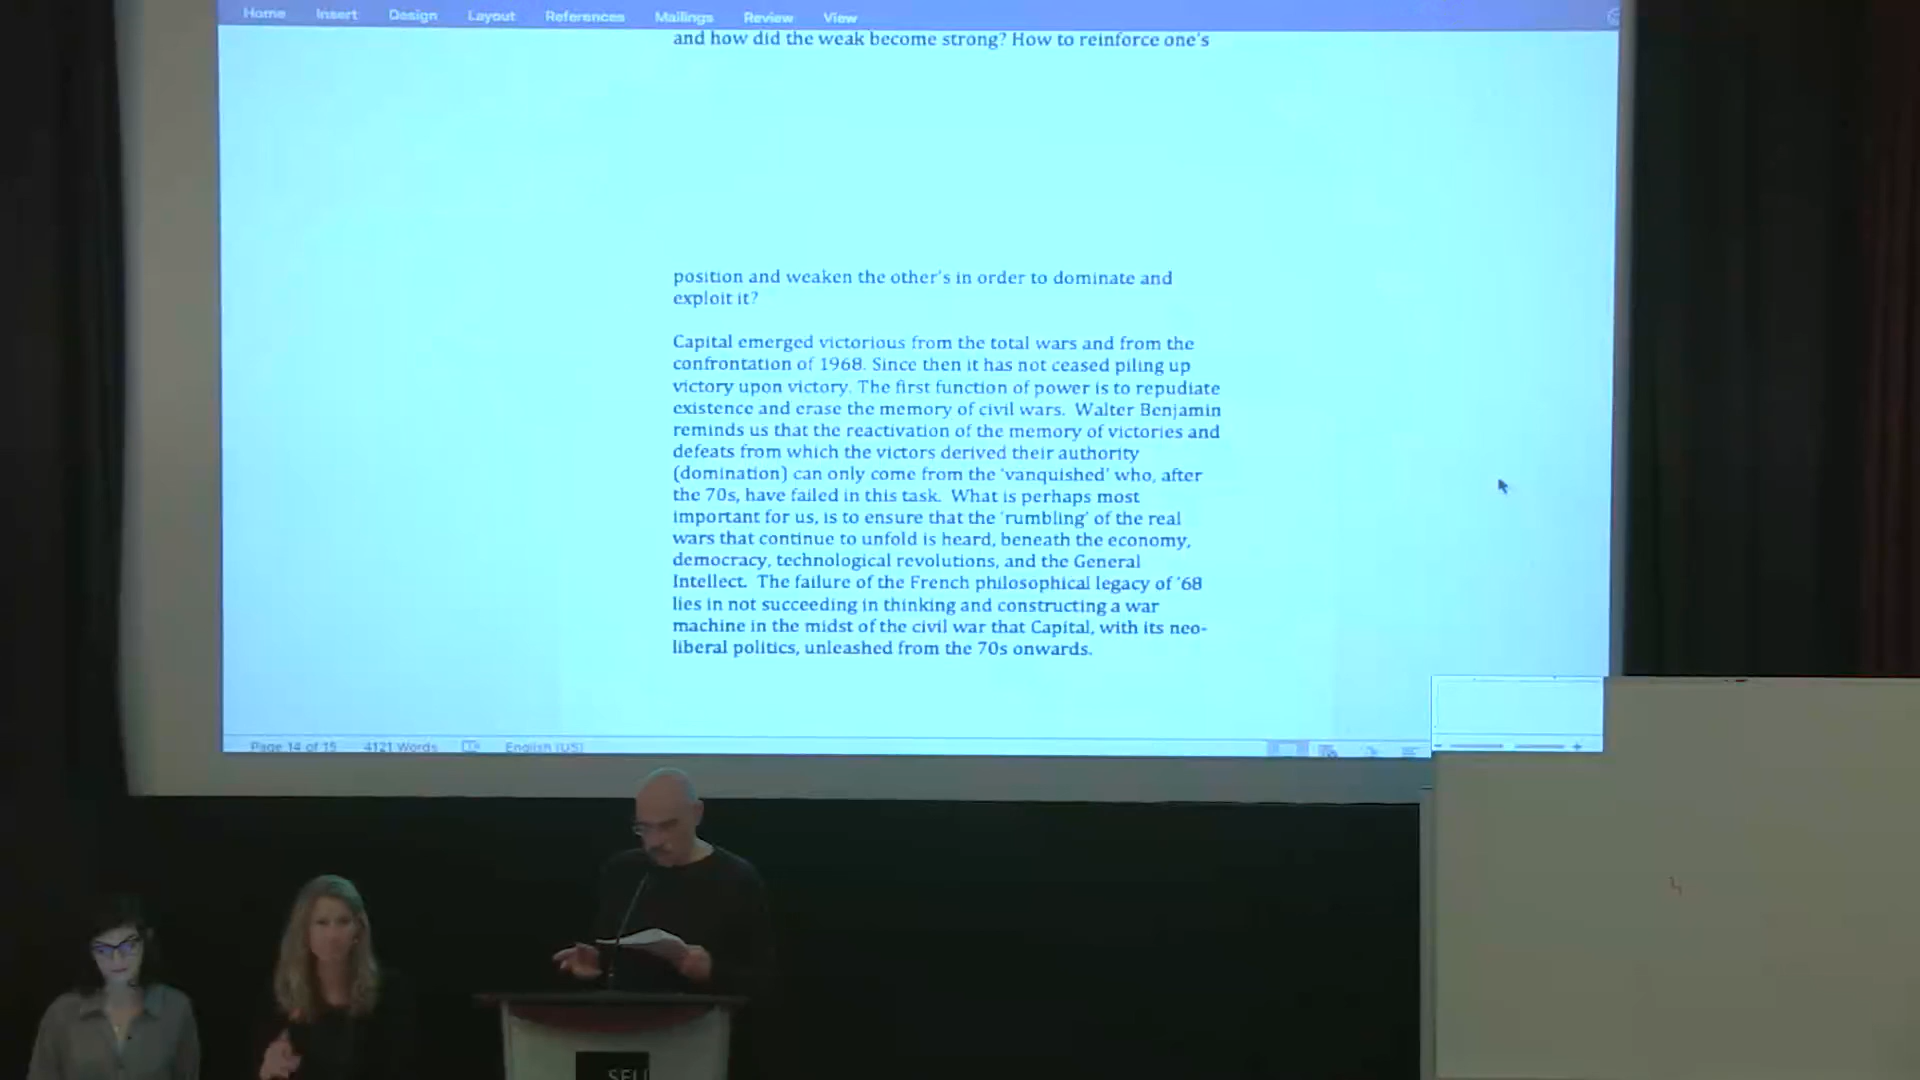 Home Insert Design Layout References Mailings Review View
and how did the weak become strong? How to reinforce one's
position and weaken the other's in order to dominate and
exploit it?
Capital emerged victorious from the total wars and from the
confrontation of 1968. Since then it has not ceased piling up
victory upon victory. The first function of power is to repudiate
existence and erase the memory of civil wars. Walter Benjamin
reminds us that the reactivation of the memory of victories and
defeats from which the victors derived their authority
(domination) can only come from the 'vanquished' who, after
the 70s, have failed in this task. What is perhaps most
important for us, is to ensure that the 'rumbling' of the real
wars that continue to unfold is heard, beneath the economy,
democracy, technological revolutions, and the General
Intellect. The failure of the French philosophical legacy of '68
lies in not succeeding in thinking and constructing a war
machine in the midst of the civil war that Capital, with its neo-
liberal politics, unleashed from the 70s onwards.
Page 14 of 15 4121 Words English (US)
SFU